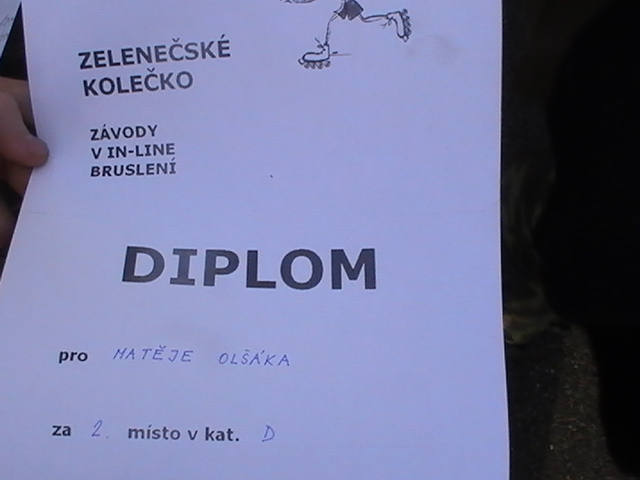 ZELENEČSKÉ
KOLEČKO
ZÁVODY
V IN-LINE
BRUSLENÍ
DIPLOM
pro MATĚJE OLŠÁKA
za 2. místo v kat. D